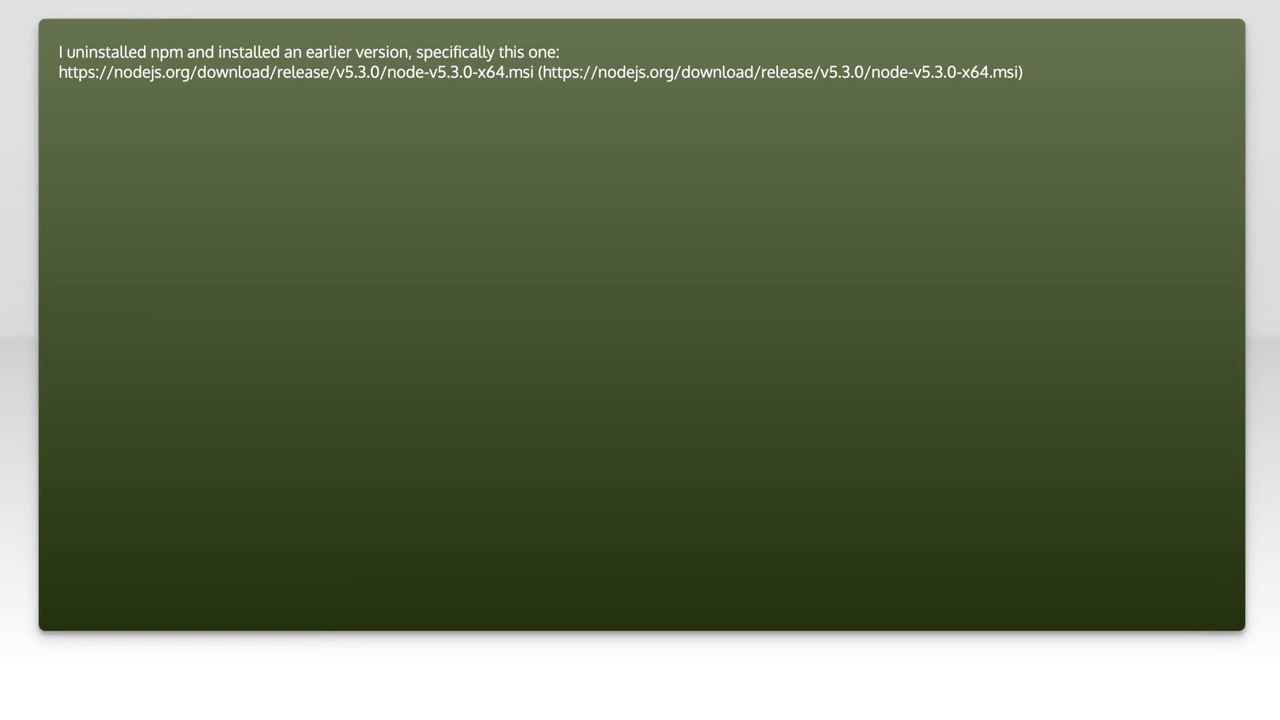 I uninstalled npm and installed an earlier version, specifically this one:
https://nodejs.org/download/release/v5.3.0/node-v5.3.0-x64.msi (https://nodejs.org/download/release/v5.3.0/node-v5.3.0-x64.msi)